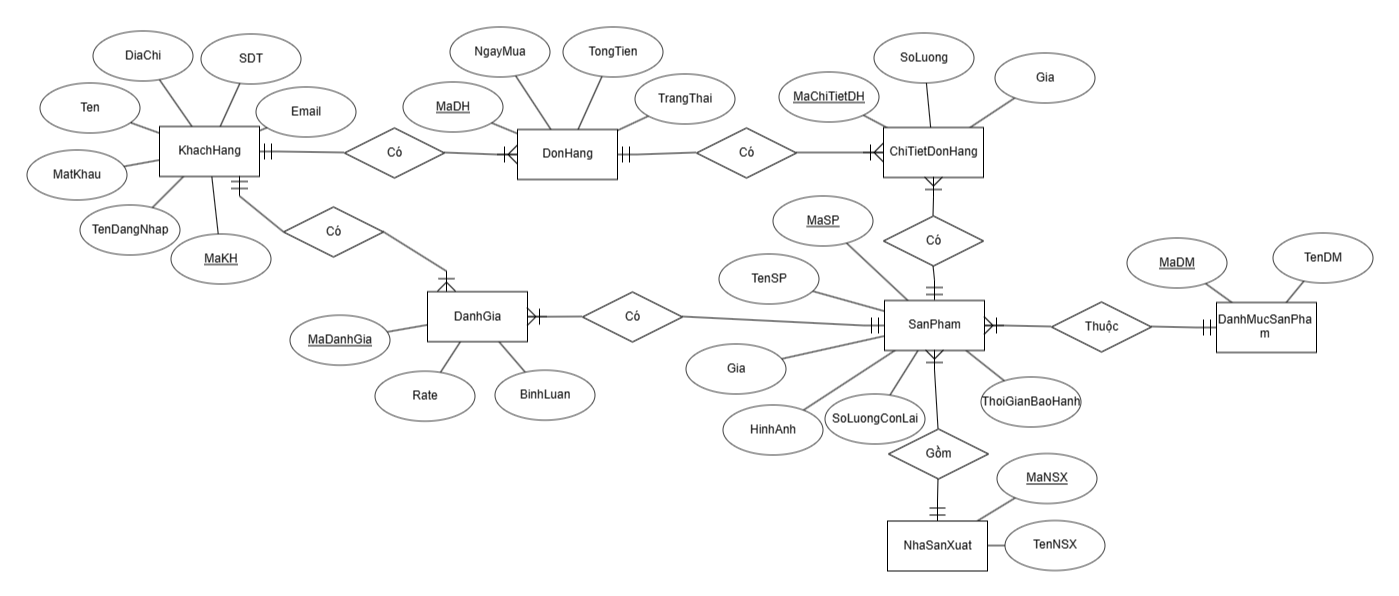 DiaChi
SDT
Ten
Email
KhachHang
MatKhau
TenDangNhap
MaKH
Có
NgayMua
TongTien
MaDH
TrangThai
DonHang
Có
SoLuong
Gia
MaChiTietDH
ChiTietDonHang
Có
Có
DanhGia
MaDanhGia
Rate
BinhLuan
Có
MaSP
TenSP
SanPham
Gia
HinhAnh
SoLuongConLai
ThoiGianBaoHanh
Thuộc
MaDM
TenDM
DanhMucSanPha
m
Gồm
MaNSX
NhaSanXuat
TenNSX